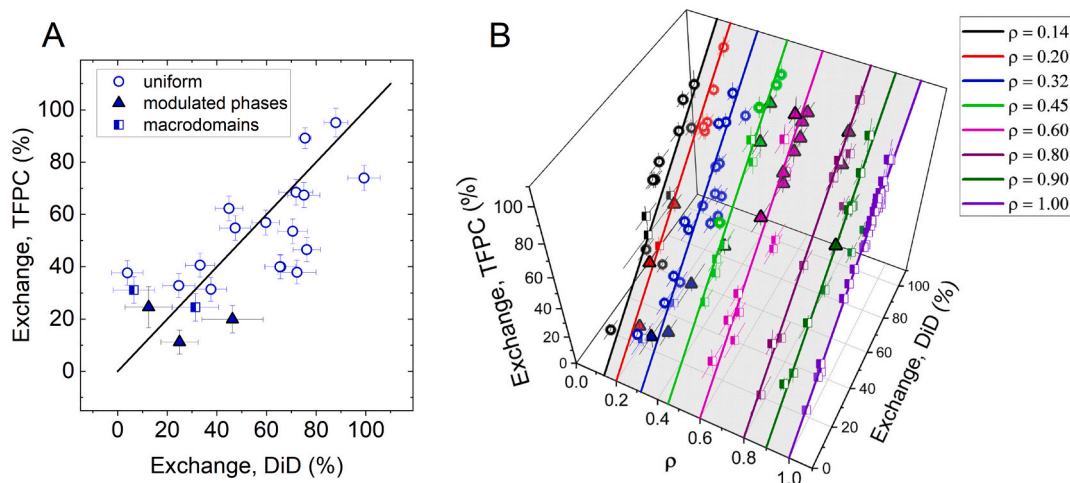 A
uniform
modulated phases
macrodomains
Exchange, TFPC (%)
100
80
60
40
20
0
0 20 40 60 80 100
Exchange, DiD (%)
B
Exchange, TFPC (%)
100
80
60
40
20
0
0.0
0.2
0.4
0.6
0.8
1.0
ρ
0
20
40
60
80
100
Exchange, DiD (%)
ρ = 0.14
ρ = 0.20
ρ = 0.32
ρ = 0.45
ρ = 0.60
ρ = 0.80
ρ = 0.90
ρ = 1.00